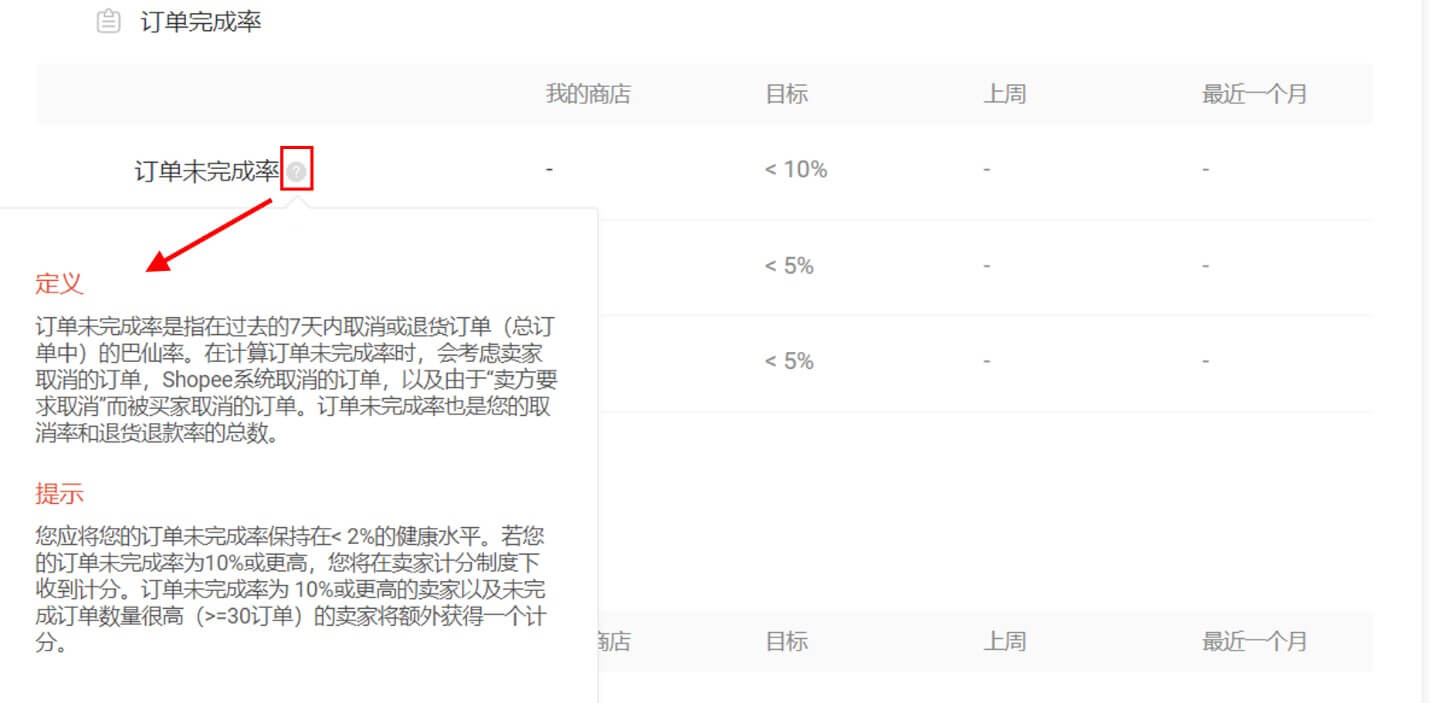 订单完成率
我的商店 目标 上周 最近一个月
订单未完成率 ? - < 10% - -
< 5% - -
< 5% - -
定义
订单未完成率是指在过去的7天内取消或退货订单（总订
单中）的巴仙率。在计算订单未完成率时，会考虑卖家
取消的订单，Shopee系统取消的订单，以及由于“卖方要
求取消”而被买家取消的订单。订单未完成率也是您的取
消率和退货退款率的总数。
提示
您应将您的订单未完成率保持在< 2%的健康水平。若您
的订单未完成率为10%或更高，您将在卖家计分制度下
收到计分。订单未完成率为 10%或更高的卖家以及未完
成订单数量很高（>=30订单）的卖家将额外获得一个计
分。
商店 目标 上周 最近一个月